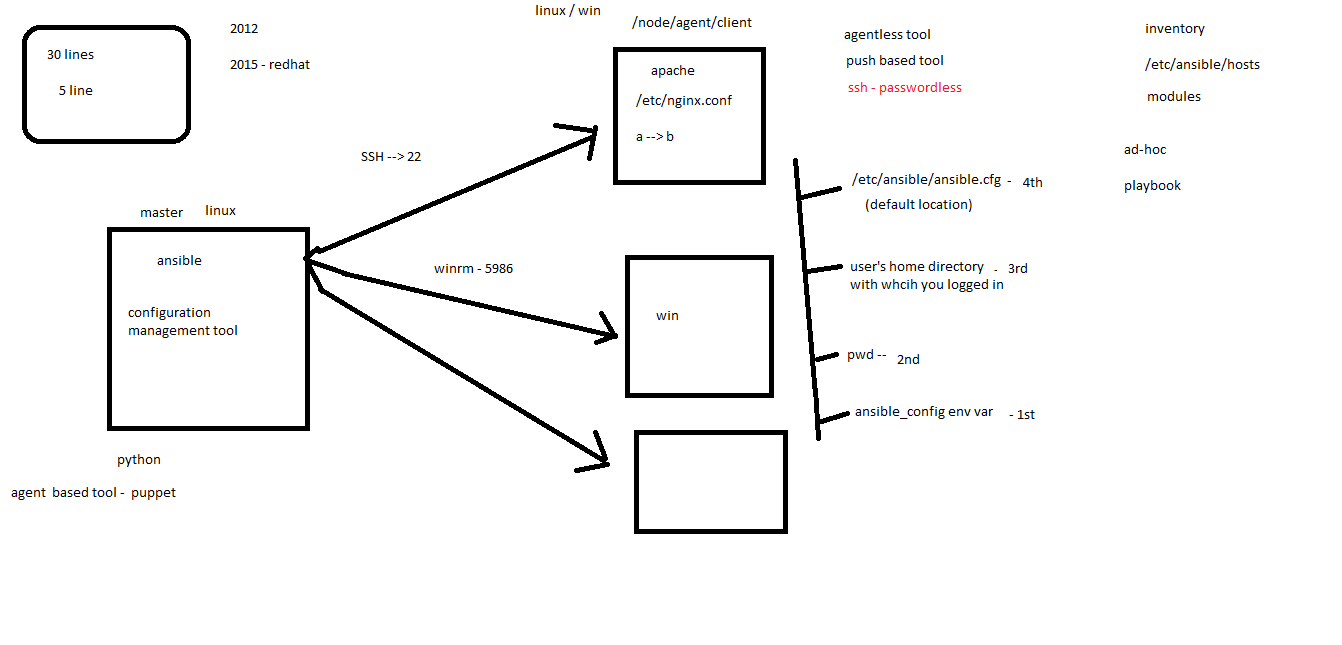 30 lines
5 line
2012
2015 - redhat
linux / win
/node/agent/client
apache
/etc/nginx.conf
a --> b
agentless tool
push based tool
ssh - passwordless
inventory
/etc/ansible/hosts
modules
ad-hoc
playbook
SSH --> 22
master linux
ansible
configuration
management tool
python
agent based tool - puppet
winrm - 5986
win
/etc/ansible/ansible.cfg - 4th
(default location)
user's home directory - 3rd
with whcih you logged in
pwd -- 2nd
ansible_config env var - 1st